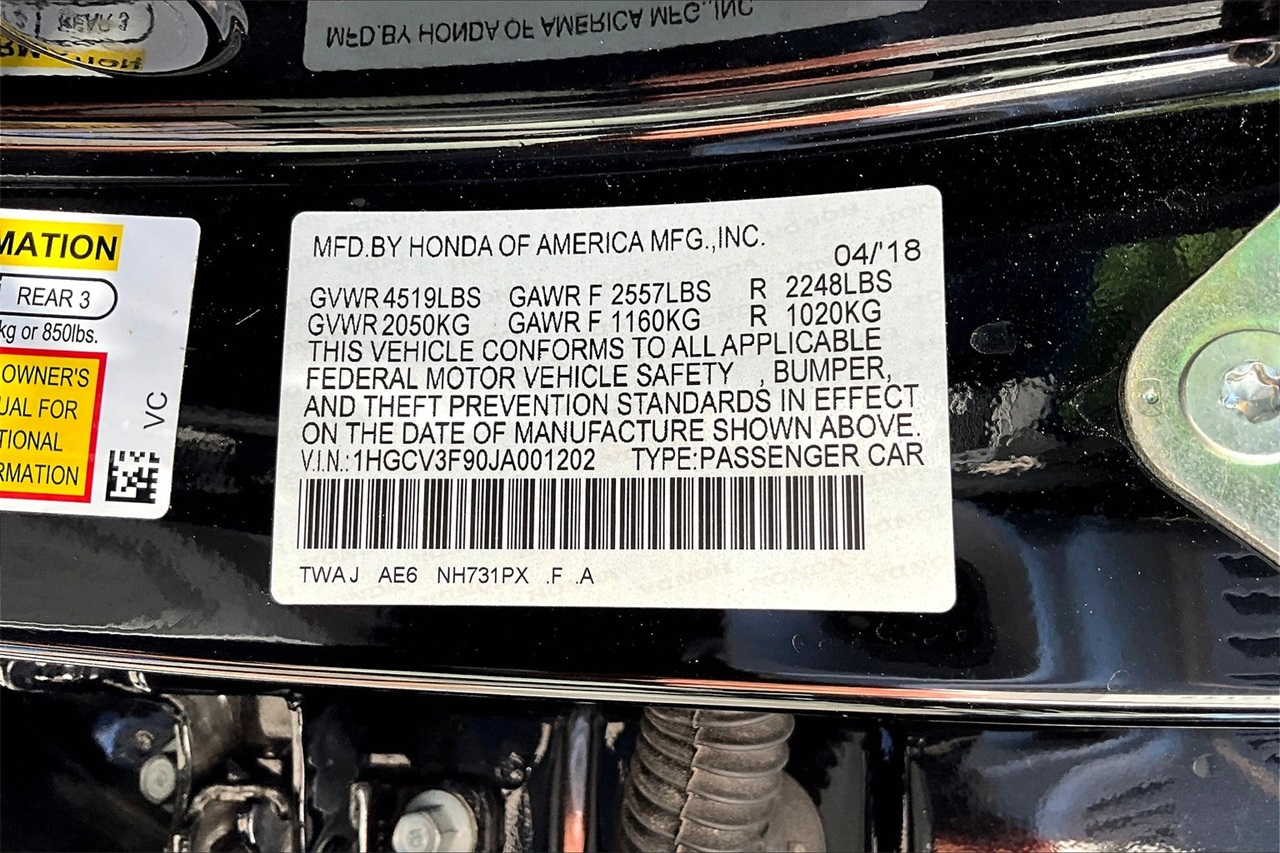 REAR 3
MFD.BY HONDA OF AMERICA MFG.,INC
MATION
REAR 3
kg or 850lbs.
OWNER'S
UAL FOR
TIONAL
ORMATION
VC
MFD.BY HONDA OF AMERICA MFG.,INC.
04/'18
GVWR 4519LBS GAWR F 2557LBS R 2248LBS
GVWR 2050KG GAWR F 1160KG R 1020KG
THIS VEHICLE CONFORMS TO ALL APPLICABLE
FEDERAL MOTOR VEHICLE SAFETY , BUMPER,
AND THEFT PREVENTION STANDARDS IN EFFECT
ON THE DATE OF MANUFACTURE SHOWN ABOVE.
V.I.N.:1HGCV3F90JA001202 TYPE:PASSENGER CAR
TWAJ AE6 NH731PX .F .A